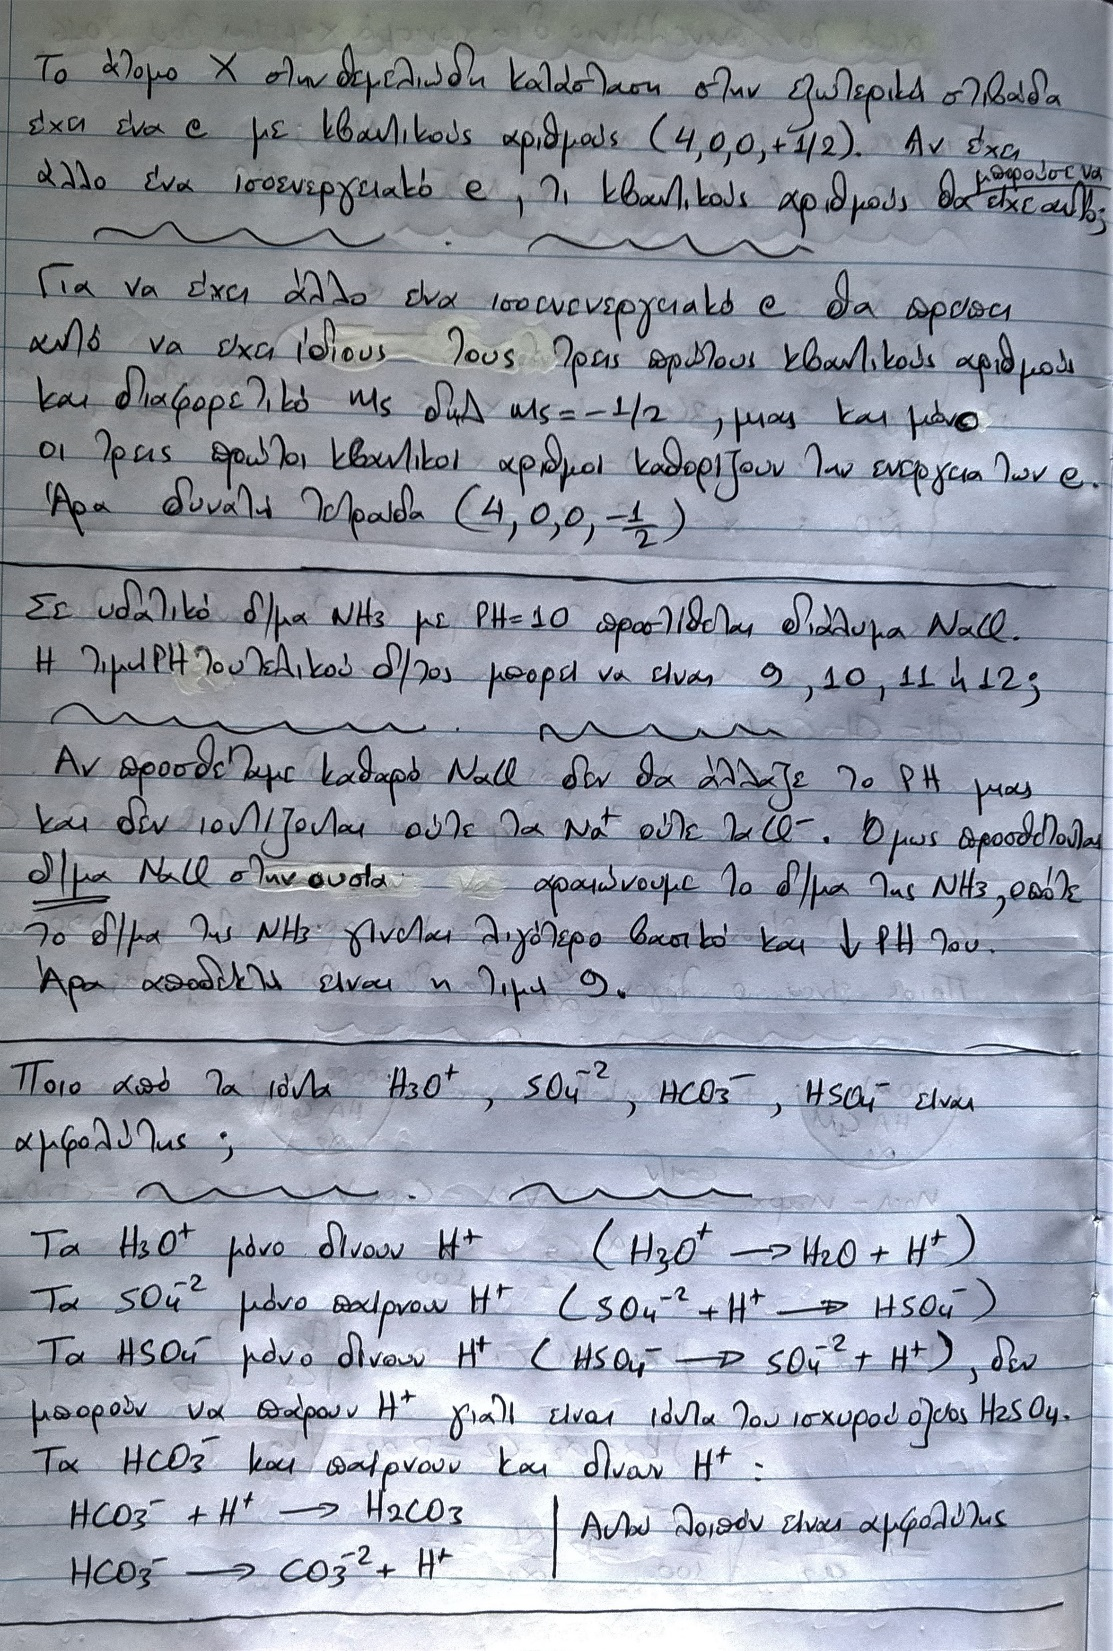 Το άτομο Χ στην θεμελιώδη κατάσταση στην εξωτερική στιβάδα
έχει ένα e με κβαντικούς αριθμούς (4,0,0,+1/2). Αν έχει
άλλο ένα ισοενεργειακό e, τι κβαντικούς αριθμούς θα μπορούσε να
είχε αυτό;
Για να έχει άλλο ένα ισοενενεργειακό e θα πρέπει
αυτό να έχει ίδιους τους τρεις πρώτους κβαντικούς αριθμούς
και διαφορετικό ms δηλ ms = -1/2, μιας και μόνο
οι τρεις πρώτοι κβαντικοί αριθμοί καθορίζουν την ενέργεια των e.
Άρα δυνατή τετράδα (4,0,0,-1/2)
Σε υδατικό δ/μα NH3 με PH=10 προστίθεται διάλυμα NaCl.
Η τιμή PH του τελικού δ/τος μπορεί να είναι 9, 10, 11 ή 12;
Αν προσθέταμε καθαρό NaCl δεν θα άλλαζε το PH μιας
και δεν ιοντίζονται ούτε τα Na+ ούτε τα Cl-. Όμως προσθέτοντας
δ/μα NaCl στην ουσία αραιώνουμε το δ/μα της NH3, οπότε
το δ/μα της NH3 γίνεται λιγότερο βασικό και ↓ PH του.
Άρα αποδεκτή είναι η τιμή 9.
Ποιο από τα ιόντα H3O+, SO4-2, HCO3-, HSO4- είναι
αμφολύτης;
Τα H3O+ μόνο δίνουν H+ (H3O+ → H2O + H+)
Τα SO4-2 μόνο παίρνουν H+ (SO4-2 + H+ → HSO4-)
Τα HSO4- μόνο δίνουν H+ (HSO4- → SO4-2 + H+), δεν
μπορούν να πάρουν H+ γιατί είναι ιόντα του ισχυρού οξέος H2SO4.
Τα HCO3- και παίρνουν και δίνουν H+ :
HCO3- + H+ → H2CO3 | Αυτά λοιπόν είναι αμφολύτης
HCO3- → CO3-2 + H+